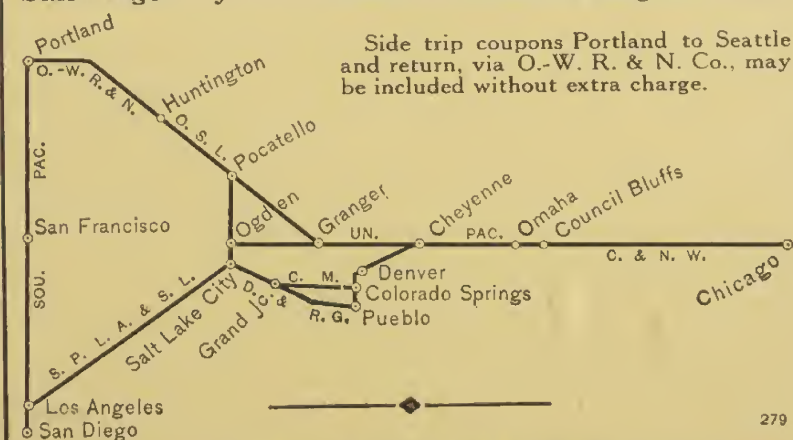 Side trip coupons Portland to Seattle
and return, via O.-W. R. & N. Co., may
be included without extra charge.
Portland
O.-W. R. & N.
Huntington
O. S. L.
Pocatello
PAC.
San Francisco
Ogden
Granger
UN.
Cheyenne
PAC.
Omaha
Council Bluffs
C. & N. W.
Chicago
SOU.
S. P. L. A. & S. L.
Salt Lake City
D. &
R. G.
Grand Jc.
C. M.
Denver
Colorado Springs
Pueblo
Los Angeles
San Diego
279